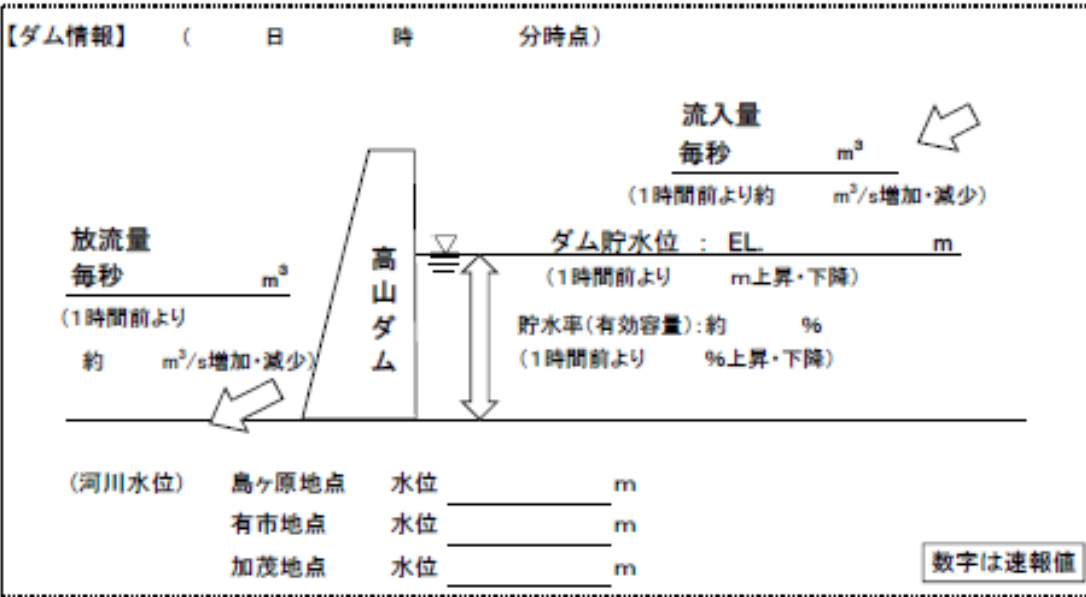 【ダム情報】 ( 日 時 分時点)
流入量
毎秒 m³
(1時間前より約 m³/s増加・減少)
放流量
毎秒 m³
(1時間前より
約 m³/s増加・減少)
高山ダム
ダム貯水位 : EL. m
(1時間前より m上昇・下降)
貯水率(有効容量):約 %
(1時間前より %上昇・下降)
(河川水位) 島ヶ原地点 水位 m
有市地点 水位 m
加茂地点 水位 m
数字は速報値